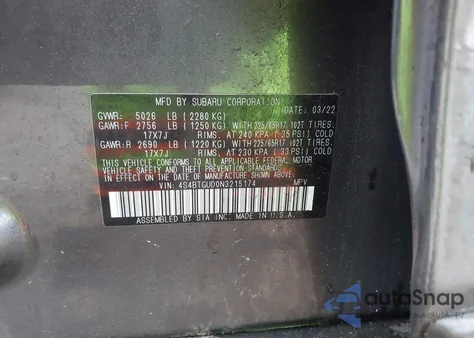 MFD BY SUBARU CORPORATION DATE: 03/22
GVWR: 5026 LB (2280 KG)
GAWR:F 2756 LB (1250 KG) WITH 225/65R17 102T TIRES.
17X7J RIMS. AT 240 KPA (35 PSI) COLD
GAWR:R 2690 LB (1220 KG) WITH 225/65R17 102T TIRES.
17X7J RIMS. AT 230 KPA (33 PSI) COLD
THIS VEHICLE CONFORMS TO ALL APPLICABLE FEDERAL MOTOR
VEHICLE SAFETY, BUMPER, AND THEFT PREVENTION
STANDARDS IN EFFECT ON THE DATE OF MANUFACTURE SHOWN ABOVE.
VIN: 4S4BTGUD0N3215174 MPV
ASSEMBLED BY SIA INC. MADE IN U.S.A.
autoSnap